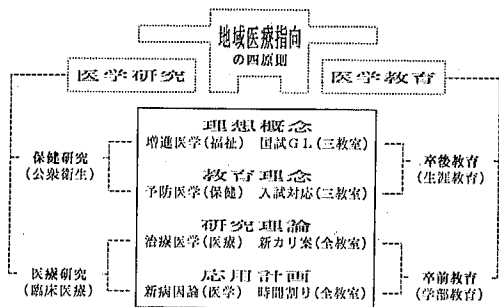 地域医療指向
の四原則
医学研究
医学教育
理想概念
増進医学(福祉) 国試GL(三教室)
保健研究
(公衆衛生)
卒後教育
(生涯教育)
教育理念
予防医学(保健) 入試対応(三教室)
研究理論
治療医学(医療) 新カリ案(全教室)
医療研究
(臨床医療)
卒前教育
(学部教育)
応用計画
新病因論(医学) 時間割り(全教室)